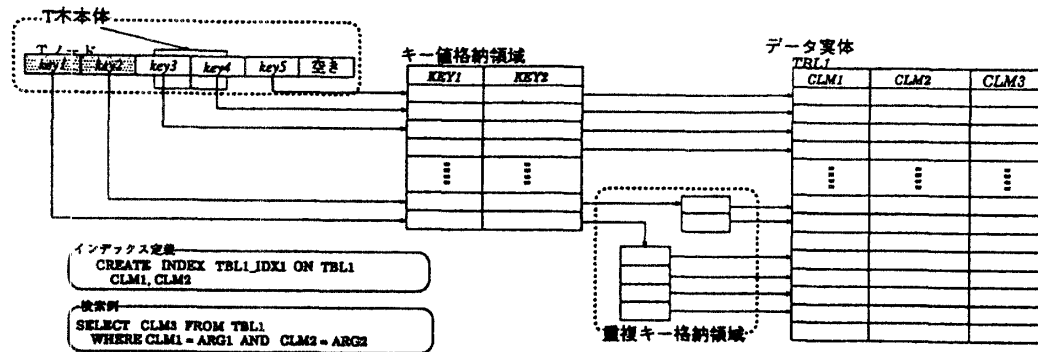 T木本体
Tノード
key1 key2 key3 key4 key5 空き
キー値格納領域
KEY1 KEY2
データ実体
TBL1
CLM1 CLM2 CLM3
インデックス定義
CREATE INDEX TBL1_IDX1 ON TBL1
CLM1, CLM2
検索例
SELECT CLM3 FROM TBL1
WHERE CLM1 = ARG1 AND CLM2 = ARG2
重複キー格納領域